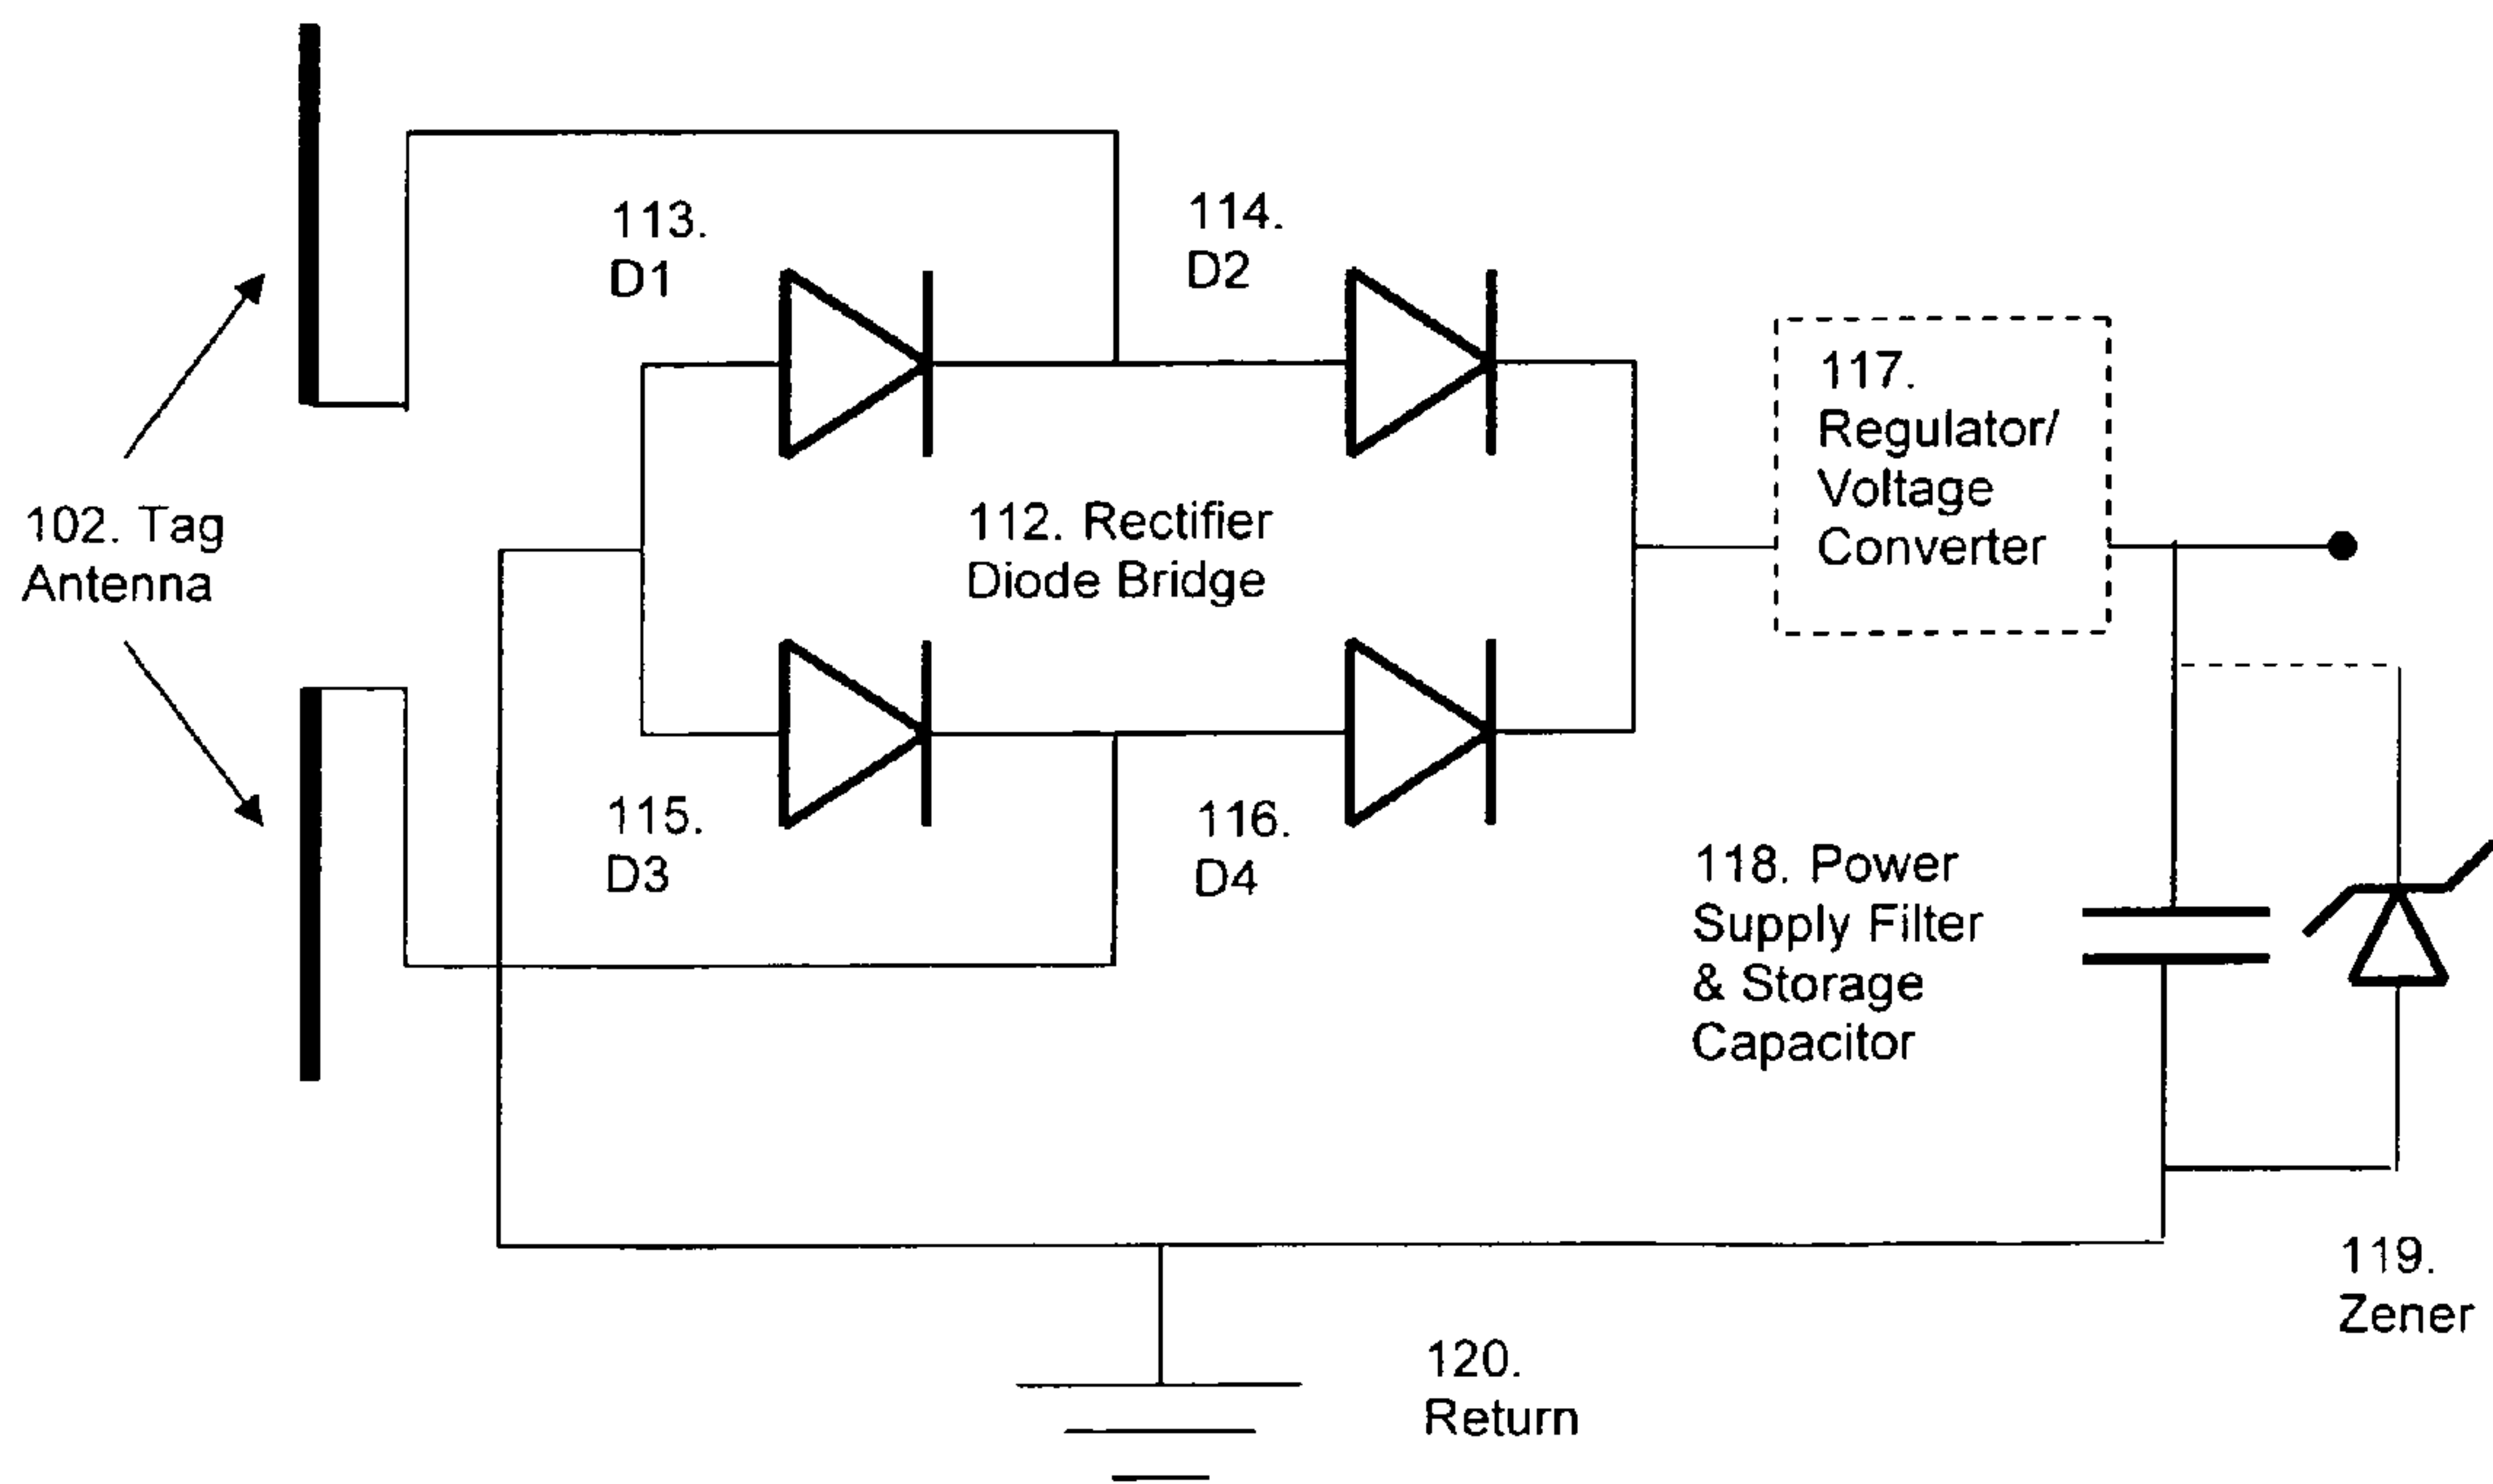 113.
D1
114.
D2
117.
Regulator/
Voltage
Converter
102. Tag
Antenna
112. Rectifier
Diode Bridge
115.
D3
116.
D4
118. Power
Supply Filter
& Storage
Capacitor
119.
Zener
120.
Return